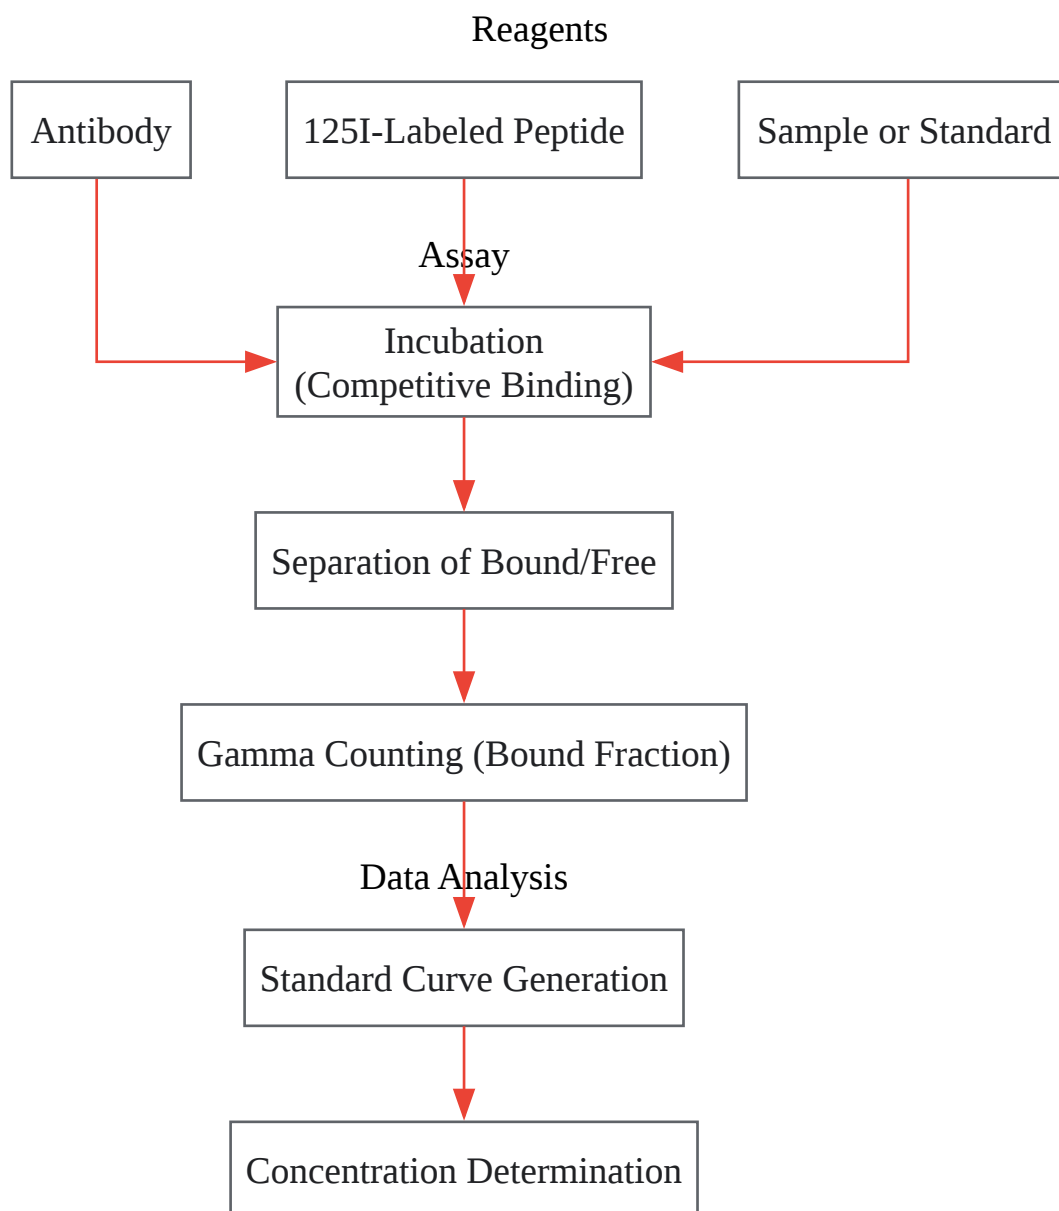 Reagents
Antibody
125I-Labeled Peptide
Sample or Standard
Assay
Incubation
(Competitive Binding)
Separation of Bound/Free
Gamma Counting (Bound Fraction)
Data Analysis
Standard Curve Generation
Concentration Determination